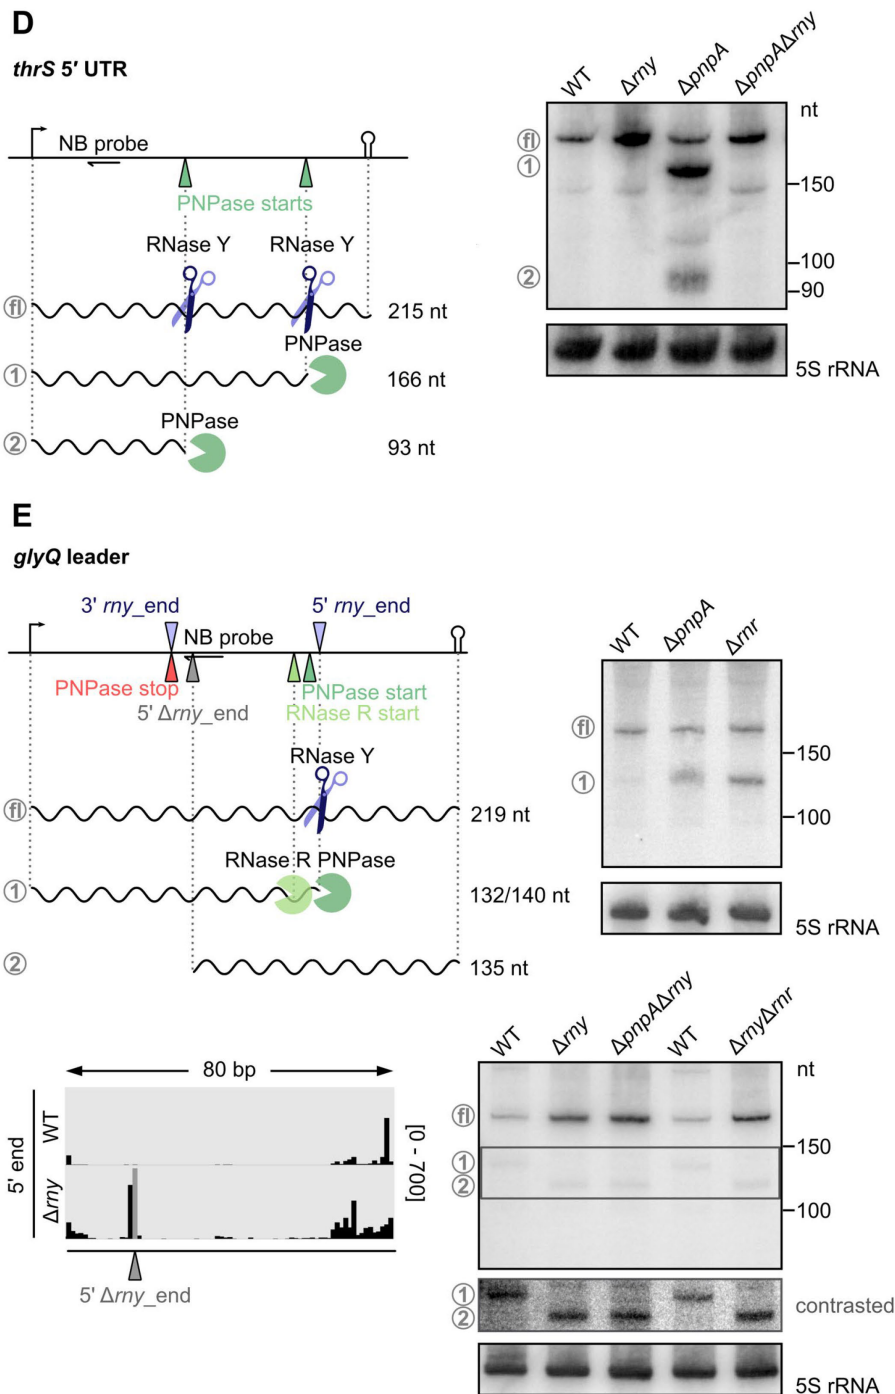 D
thrS 5′ UTR
NB probe
PNPase starts
RNase Y RNase Y
fl 215 nt
PNPase
1 166 nt
PNPase
2 93 nt
WT Δrny ΔpnpA ΔpnpAΔrny
nt
fl
1
150
100
2
90
5S rRNA
E
glyQ leader
3′ rny_end 5′ rny_end
NB probe
PNPase stop PNPase start
5′ Δrny_end RNase R start
RNase Y
fl 219 nt
RNase R PNPase
1 132/140 nt
2 135 nt
WT ΔpnpA Δrnr
fl
150
1
100
5S rRNA
80 bp
5′ end
WT
Δrny
[0 - 700]
5′ Δrny_end
WT Δrny ΔpnpAΔrny WT ΔrnyΔrnr
nt
fl
150
1
2
100
1
2
contrasted
5S rRNA